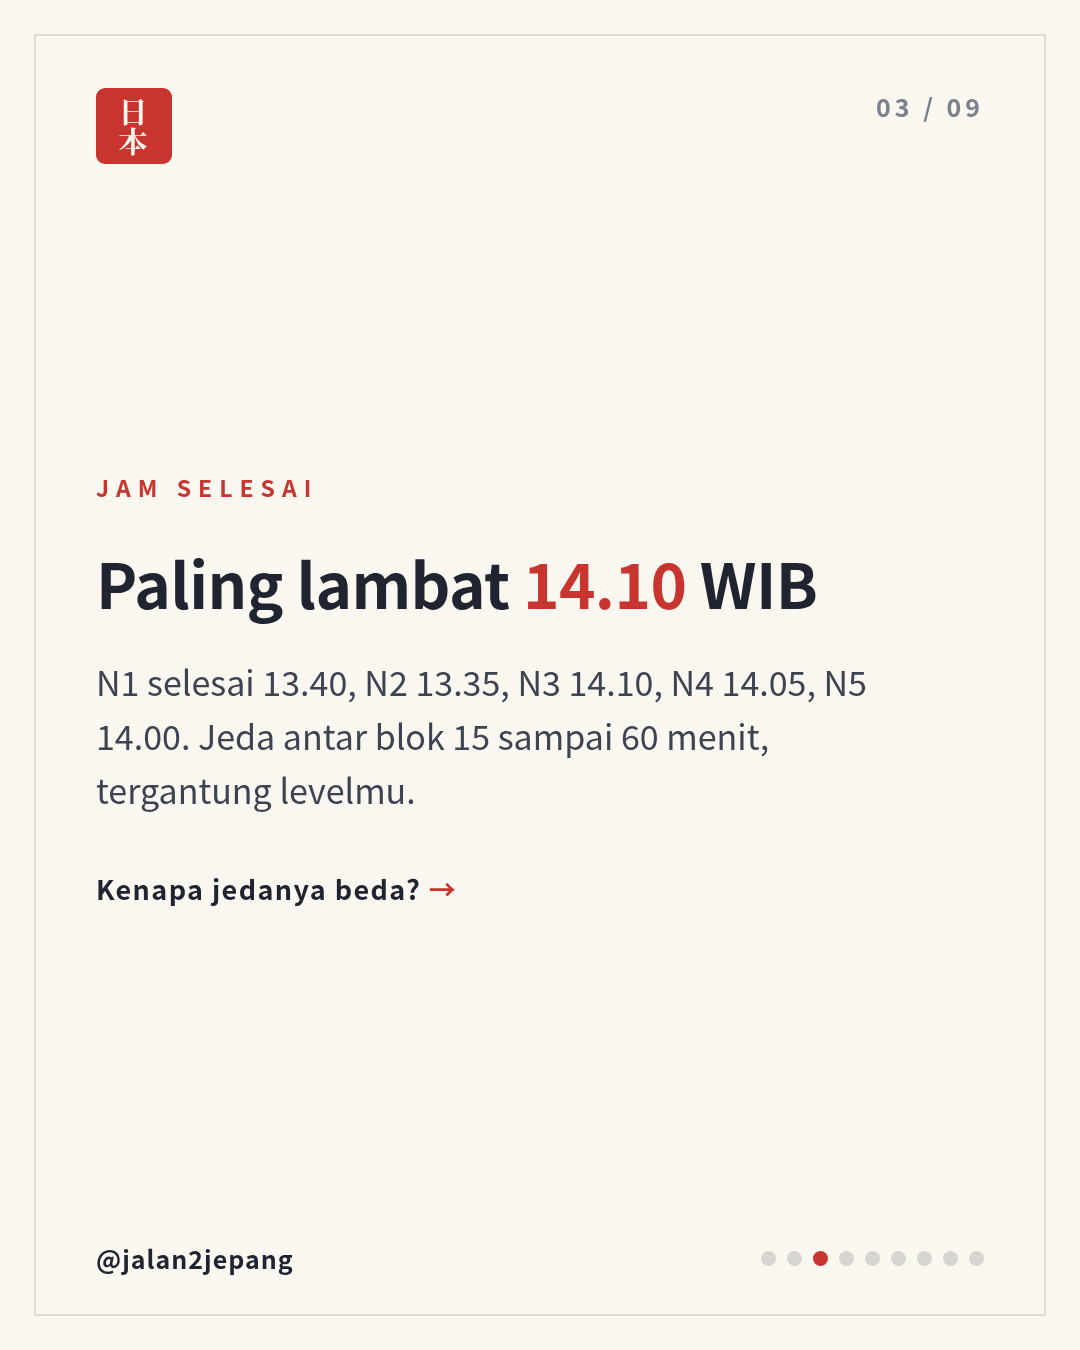 日本
03 / 09
JAM SELESAI
Paling lambat 14.10 WIB
N1 selesai 13.40, N2 13.35, N3 14.10, N4 14.05, N5
14.00. Jeda antar blok 15 sampai 60 menit,
tergantung levelmu.
Kenapa jedanya beda? →
@jalan2jepang